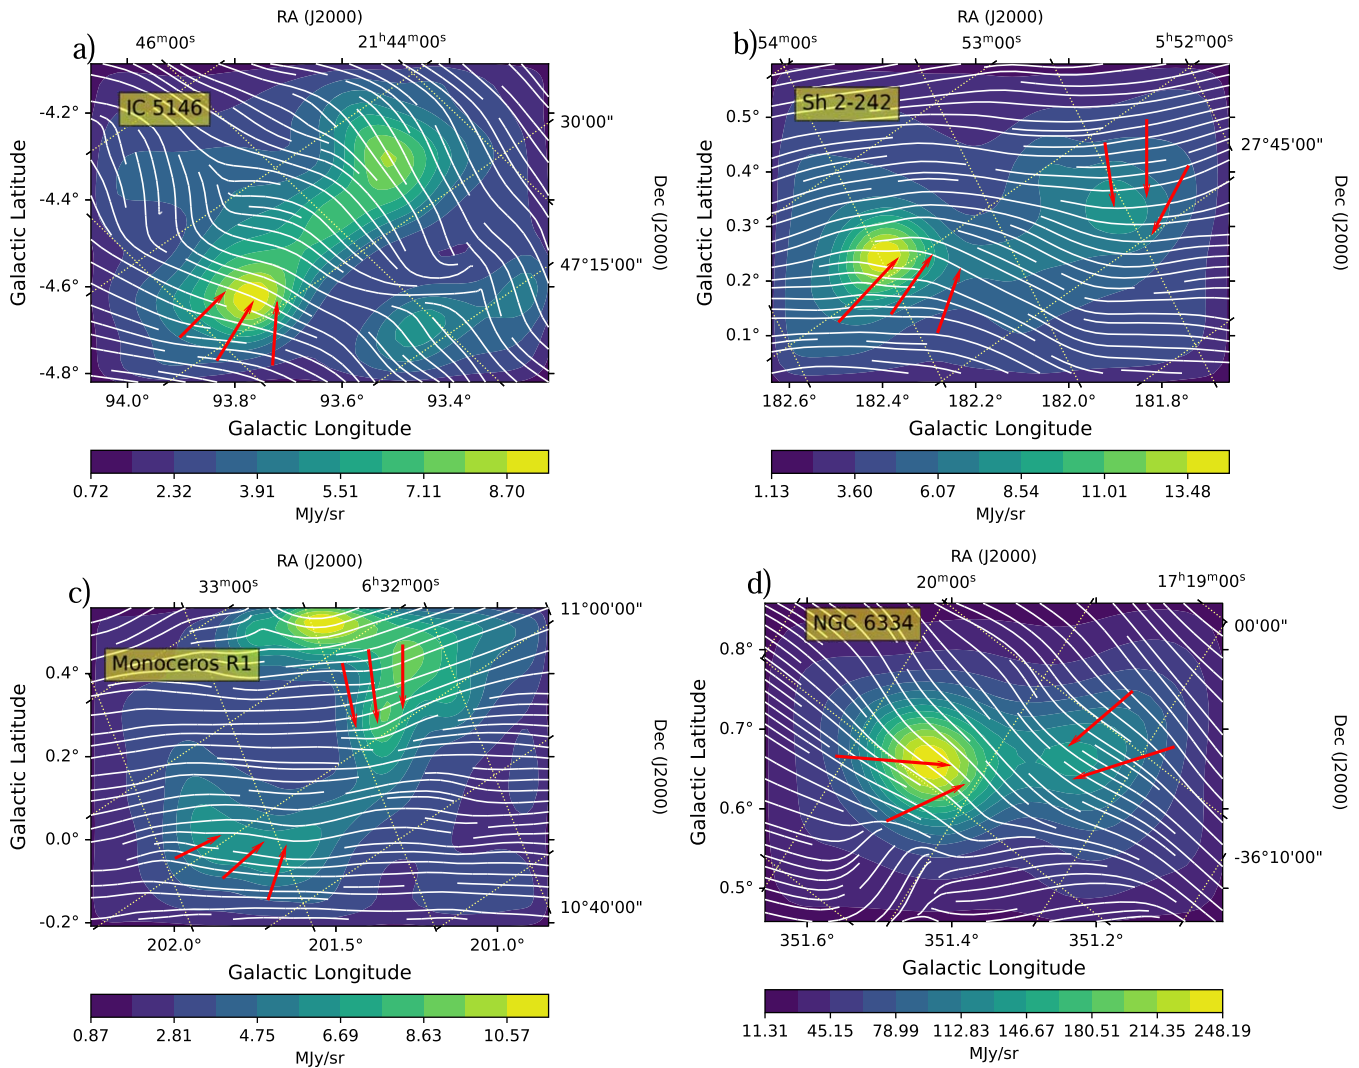 a)
RA (J2000)
46ᵐ00ˢ 21ʰ44ᵐ00ˢ
IC 5146
-4.2°
-4.4°
-4.6°
-4.8°
Galactic Latitude
30'00"
47°15'00"
Dec (J2000)
94.0° 93.8° 93.6° 93.4°
Galactic Longitude
0.72 2.32 3.91 5.51 7.11 8.70
MJy/sr
b)
RA (J2000)
54ᵐ00ˢ 53ᵐ00ˢ 5ʰ52ᵐ00ˢ
Sh 2-242
0.5°
0.4°
0.3°
0.2°
0.1°
Galactic Latitude
27°45'00"
Dec (J2000)
182.6° 182.4° 182.2° 182.0° 181.8°
Galactic Longitude
1.13 3.60 6.07 8.54 11.01 13.48
MJy/sr
c)
RA (J2000)
33ᵐ00ˢ 6ʰ32ᵐ00ˢ
Monoceros R1
0.4°
0.2°
0.0°
-0.2°
Galactic Latitude
11°00'00"
10°40'00"
Dec (J2000)
202.0° 201.5° 201.0°
Galactic Longitude
0.87 2.81 4.75 6.69 8.63 10.57
MJy/sr
d)
RA (J2000)
20ᵐ00ˢ 17ʰ19ᵐ00ˢ
NGC 6334
0.8°
0.7°
0.6°
0.5°
Galactic Latitude
00'00"
-36°10'00"
Dec (J2000)
351.6° 351.4° 351.2°
Galactic Longitude
11.31 45.15 78.99 112.83 146.67 180.51 214.35 248.19
MJy/sr